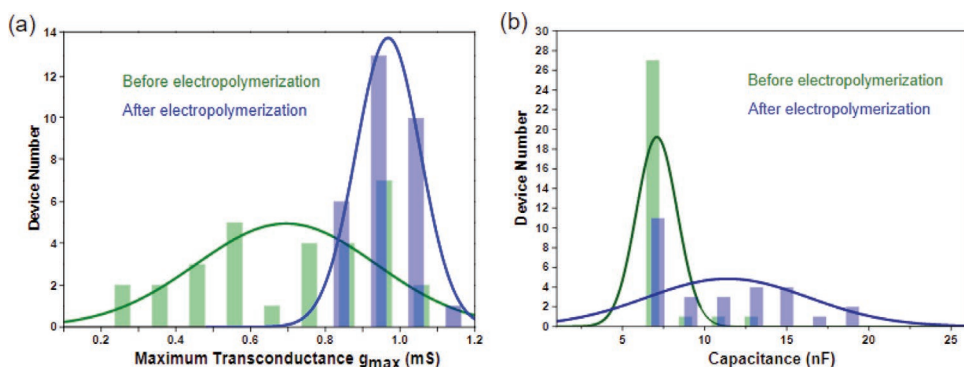 (a)
14
12
10
8
6
4
2
0
Device Number
Before electropolymerization
After electropolymerization
0.2 0.4 0.6 0.8 1.0 1.2
Maximum Transconductance gmax (mS)
(b)
30
28
26
24
22
20
18
16
14
12
10
8
6
4
2
0
Device Number
Before electropolymerization
After electropolymerization
5 10 15 20 25
Capacitance (nF)